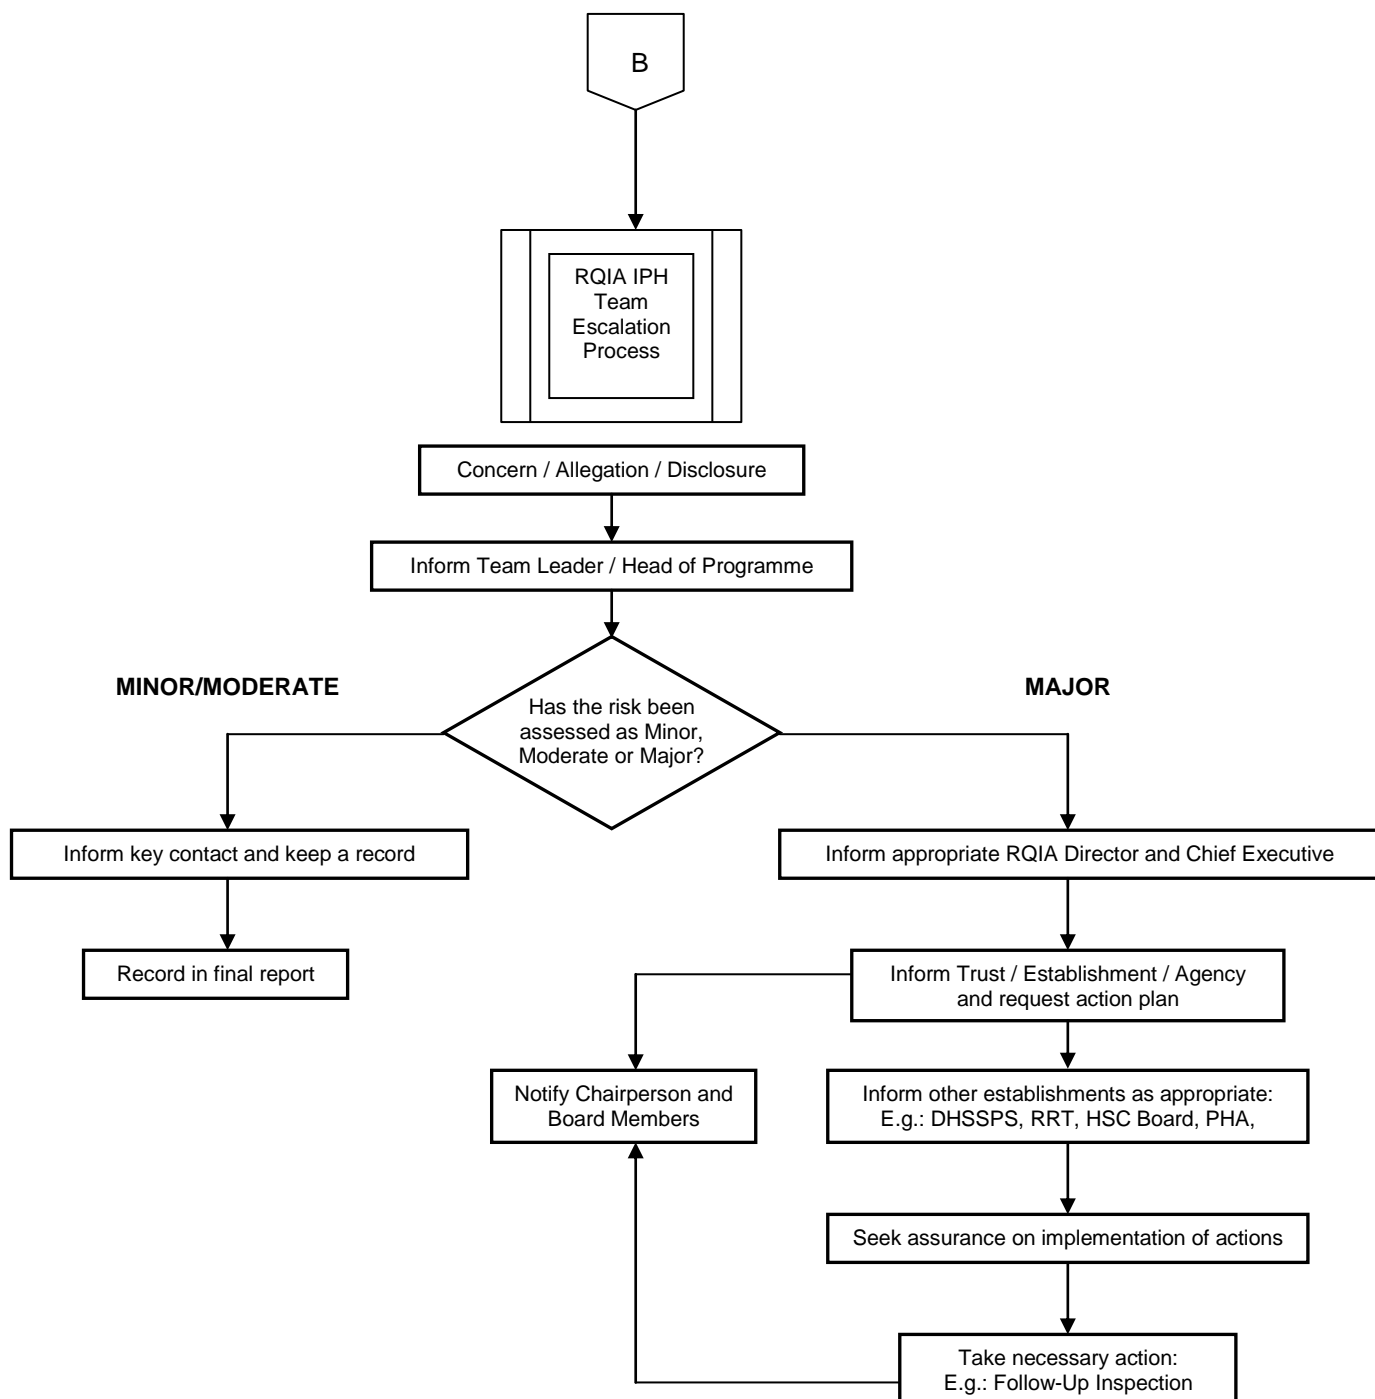 B
RQIA IPH
Team
Escalation
Process
Concern / Allegation / Disclosure
Inform Team Leader / Head of Programme
MINOR/MODERATE
MAJOR
Has the risk been
assessed as Minor,
Moderate or Major?
Inform key contact and keep a record
Inform appropriate RQIA Director and Chief Executive
Record in final report
Inform Trust / Establishment / Agency
and request action plan
Notify Chairperson and
Board Members
Inform other establishments as appropriate:
E.g.: DHSSPS, RRT, HSC Board, PHA,
Seek assurance on implementation of actions
Take necessary action:
E.g.: Follow-Up Inspection